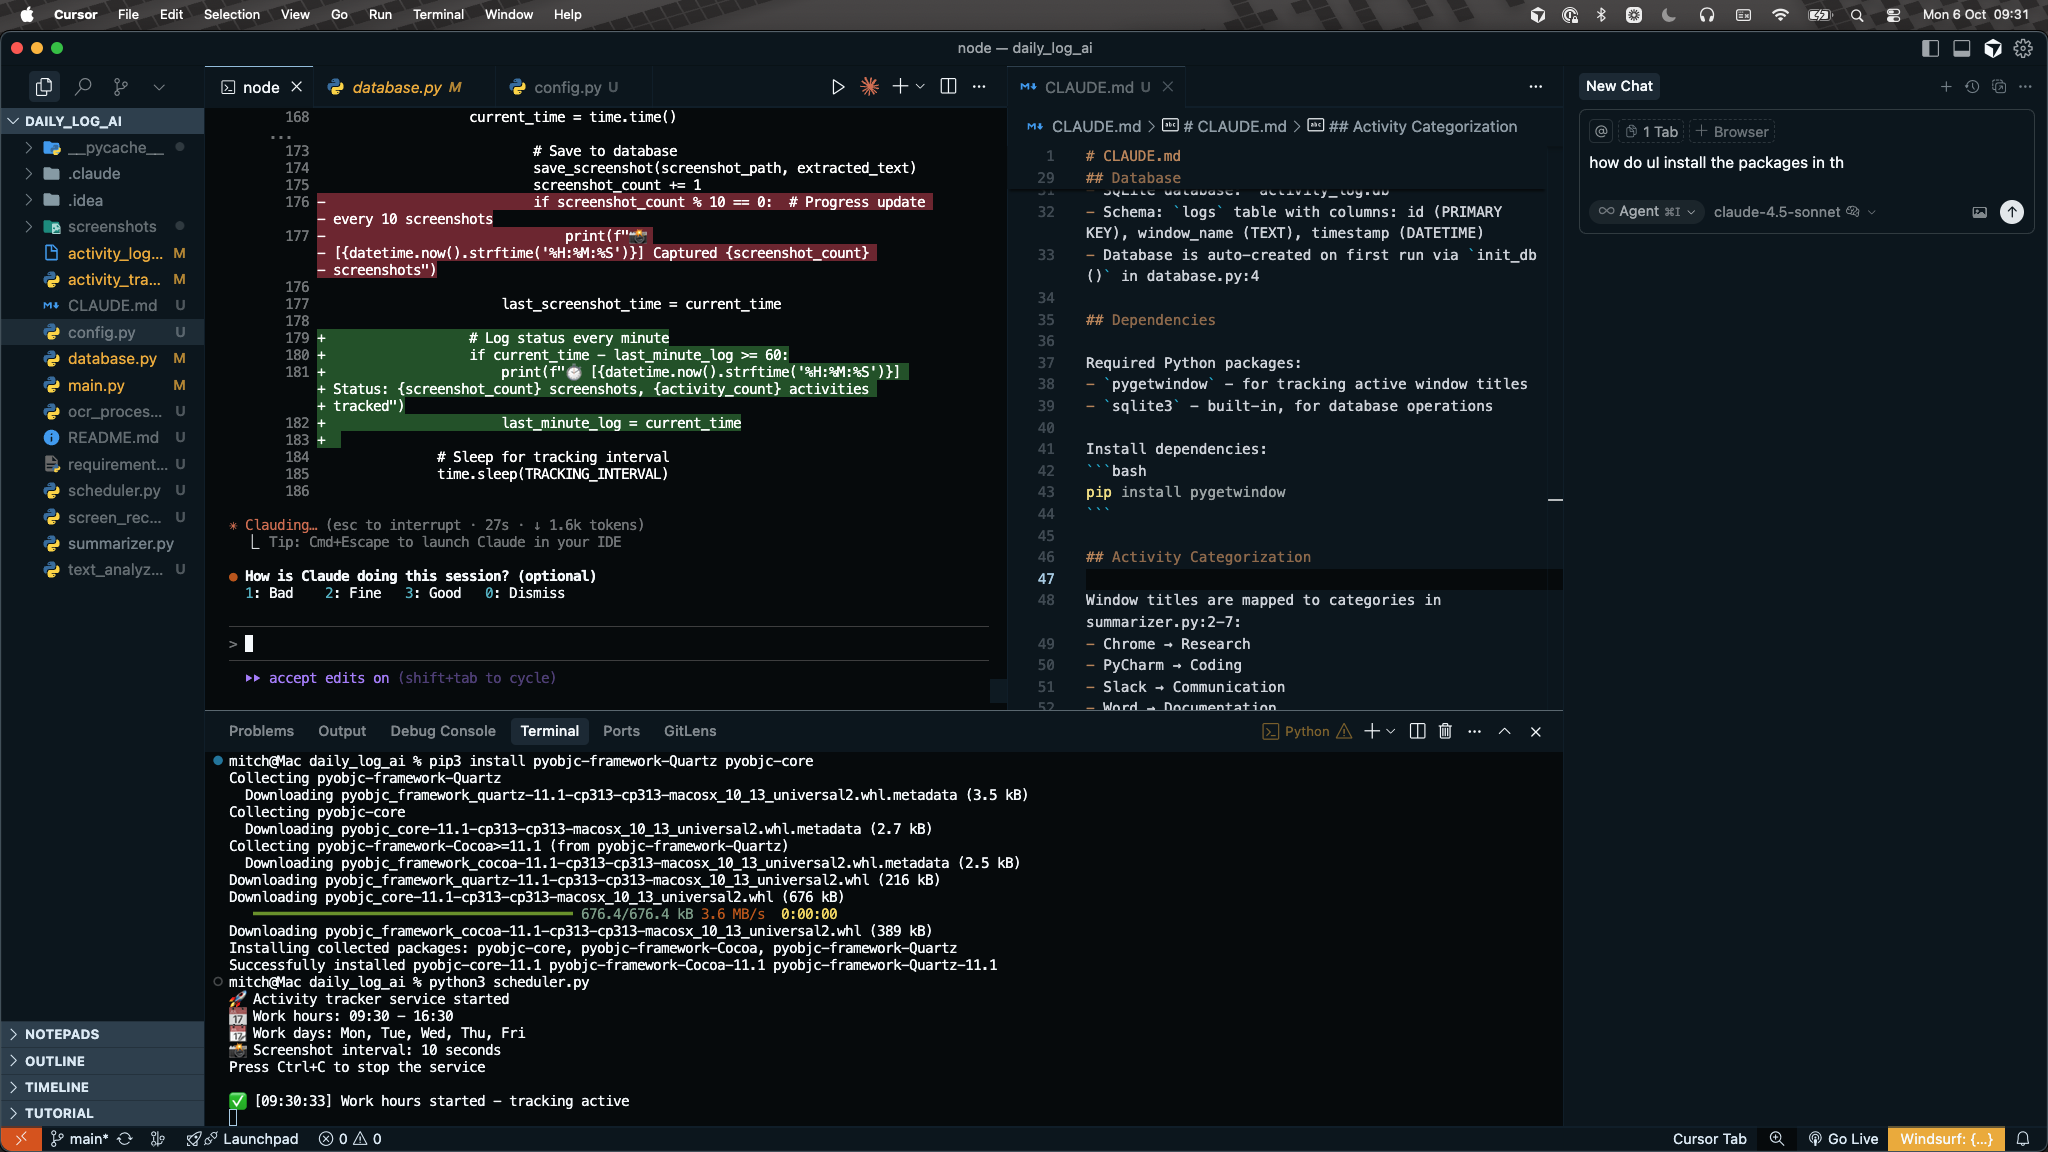 Cursor File Edit Selection View Go Run Terminal Window Help
Mon 6 Oct 09:31
node — daily_log_ai
DAILY_LOG_AI
__pycache__
.claude
.idea
screenshots
activity_log... M
activity_tra... M
CLAUDE.md U
config.py U
database.py M
main.py M
ocr_proces... U
README.md U
requirement... U
scheduler.py U
screen_rec... U
summarizer.py
text_analyz... U
NOTEPADS
OUTLINE
TIMELINE
TUTORIAL
node
database.py M
config.py U
168 current_time = time.time()
...
173 # Save to database
174 save_screenshot(screenshot_path, extracted_text)
175 screenshot_count += 1
176 - if screenshot_count % 10 == 0:  # Progress update
- every 10 screenshots
177 - print(f"📸
- [{datetime.now().strftime('%H:%M:%S')}] Captured {screenshot_count}
- screenshots")
176
177 last_screenshot_time = current_time
178
179 + # Log status every minute
180 + if current_time - last_minute_log >= 60:
181 + print(f"⏱️ [{datetime.now().strftime('%H:%M:%S')}]
+ Status: {screenshot_count} screenshots, {activity_count} activities
+ tracked")
182 + last_minute_log = current_time
183 +
184 # Sleep for tracking interval
185 time.sleep(TRACKING_INTERVAL)
186
✳ Clauding… (esc to interrupt · 27s · ↓ 1.6k tokens)
⎿ Tip: Cmd+Escape to launch Claude in your IDE
● How is Claude doing this session? (optional)
1: Bad 2: Fine 3: Good 0: Dismiss
>
⏵⏵ accept edits on (shift+tab to cycle)
CLAUDE.md U
CLAUDE.md > # CLAUDE.md > ## Activity Categorization
1 # CLAUDE.md
29 ## Database
31 - SQLite database: `activity_log.db`
32 - Schema: `logs` table with columns: id (PRIMARY
KEY), window_name (TEXT), timestamp (DATETIME)
33 - Database is auto-created on first run via `init_db
()` in database.py:4
34
35 ## Dependencies
36
37 Required Python packages:
38 - `pygetwindow` - for tracking active window titles
39 - `sqlite3` - built-in, for database operations
40
41 Install dependencies:
42 ```bash
43 pip install pygetwindow
44 ```
45
46 ## Activity Categorization
47
48 Window titles are mapped to categories in
summarizer.py:2-7:
49 - Chrome → Research
50 - PyCharm → Coding
51 - Slack → Communication
52 - Word → Documentation
New Chat
@ 1 Tab + Browser
how do uI install the packages in th
∞ Agent ⌘I claude-4.5-sonnet
Problems Output Debug Console Terminal Ports GitLens
Python
mitch@Mac daily_log_ai % pip3 install pyobjc-framework-Quartz pyobjc-core
Collecting pyobjc-framework-Quartz
Downloading pyobjc_framework_quartz-11.1-cp313-cp313-macosx_10_13_universal2.whl.metadata (3.5 kB)
Collecting pyobjc-core
Downloading pyobjc_core-11.1-cp313-cp313-macosx_10_13_universal2.whl.metadata (2.7 kB)
Collecting pyobjc-framework-Cocoa>=11.1 (from pyobjc-framework-Quartz)
Downloading pyobjc_framework_cocoa-11.1-cp313-cp313-macosx_10_13_universal2.whl.metadata (2.5 kB)
Downloading pyobjc_framework_quartz-11.1-cp313-cp313-macosx_10_13_universal2.whl (216 kB)
Downloading pyobjc_core-11.1-cp313-cp313-macosx_10_13_universal2.whl (676 kB)
676.4/676.4 kB 3.6 MB/s 0:00:00
Downloading pyobjc_framework_cocoa-11.1-cp313-cp313-macosx_10_13_universal2.whl (389 kB)
Installing collected packages: pyobjc-core, pyobjc-framework-Cocoa, pyobjc-framework-Quartz
Successfully installed pyobjc-core-11.1 pyobjc-framework-Cocoa-11.1 pyobjc-framework-Quartz-11.1
mitch@Mac daily_log_ai % python3 scheduler.py
🚀 Activity tracker service started
📅 Work hours: 09:30 - 16:30
📆 Work days: Mon, Tue, Wed, Thu, Fri
📸 Screenshot interval: 10 seconds
Press Ctrl+C to stop the service
✅ [09:30:33] Work hours started - tracking active
main* Launchpad 0 0
Cursor Tab Go Live Windsurf: {...}